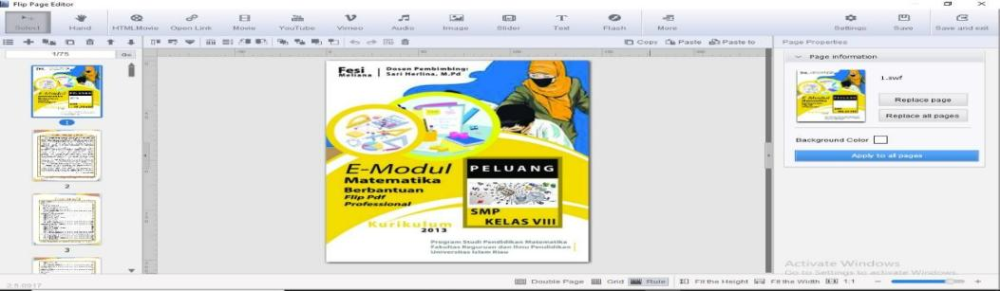 Flip Page Editor
Select Hand HTMLMovie Open Link Movie YouTube Vimeo Audio Image Slider Text Flash More Settings Save Save and exit
Copy Paste Paste to Page Properties
1/75 Go
Page information
1.swf
Replace page
Replace all pages
Background Color
Apply to all pages
1
2
3
Fesi
Meliana
Dosen Pembimbing:
Sari Herlina, M.Pd
E-Modul
Matematika
Berbantuan
Flip Pdf
Professional
PELUANG
SMP
KELAS VIII
Kurikulum
2013
Program Studi Pendidikan Matematika
Fakultas Keguruan dan Ilmu Pendidikan
Universitas Islam Riau
Activate Windows
Go to Settings to activate Windows.
2.5.0917
Double Page Grid Rule Fit the Height Fit the Width 1:1